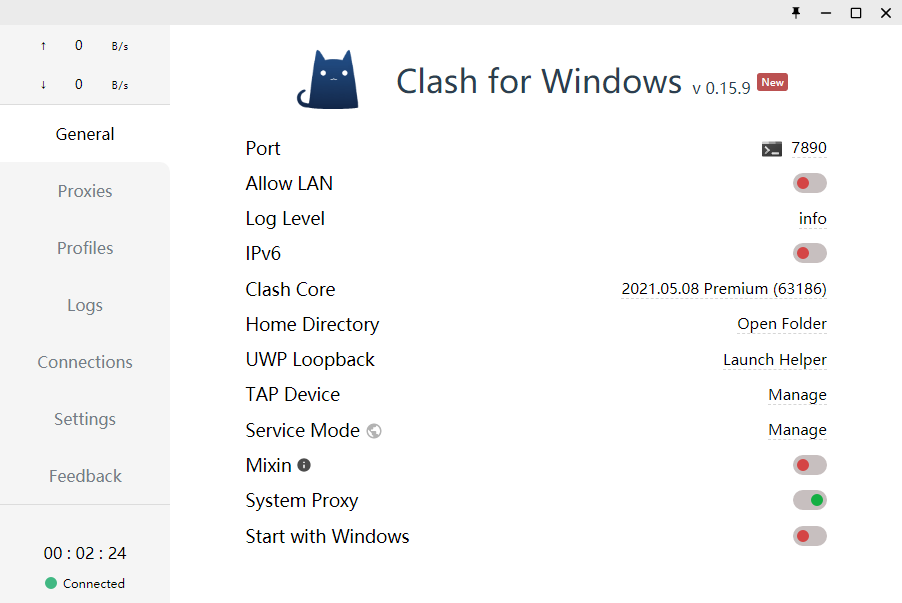 ↑ 0 B/s
↓ 0 B/s
General
Proxies
Profiles
Logs
Connections
Settings
Feedback
00 : 02 : 24
Connected
Clash for Windows v 0.15.9 New
Port 7890
Allow LAN
Log Level info
IPv6
Clash Core 2021.05.08 Premium (63186)
Home Directory Open Folder
UWP Loopback Launch Helper
TAP Device Manage
Service Mode Manage
Mixin
System Proxy
Start with Windows